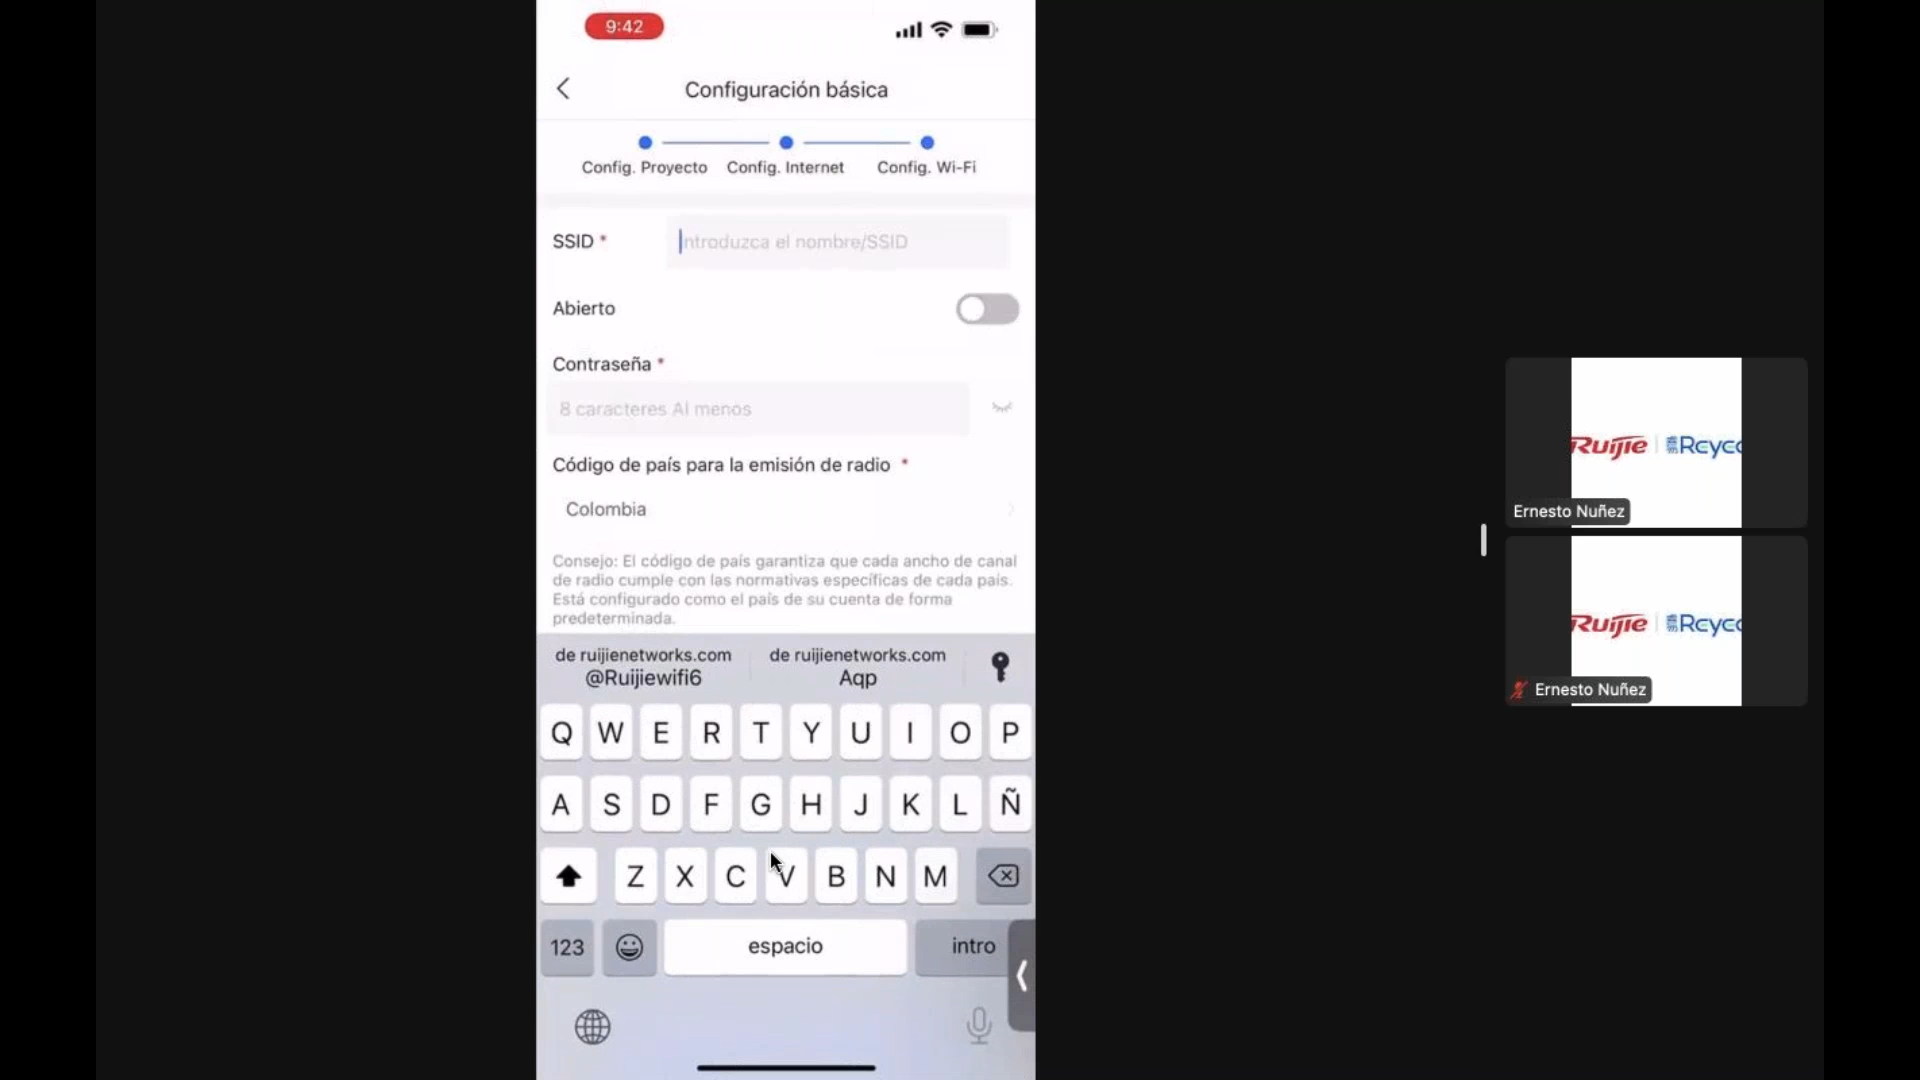 9:42
Configuración básica
Config. Proyecto
Config. Internet
Config. Wi-Fi
SSID *
Introduzca el nombre/SSID
Abierto
Contraseña *
8 caracteres Al menos
Código de país para la emisión de radio *
Colombia
Consejo: El código de país garantiza que cada ancho de canal
de radio cumple con las normativas específicas de cada país.
Está configurado como el país de su cuenta de forma
predeterminada.
de ruijienetworks.com
@Ruijiewifi6
de ruijienetworks.com
Aqp
Q W E R T Y U I O P
A S D F G H J K L Ñ
Z X C V B N M
123
espacio
intro
Ruijie | Reyc
Ernesto Nuñez
Ruijie | Reyc
Ernesto Nuñez